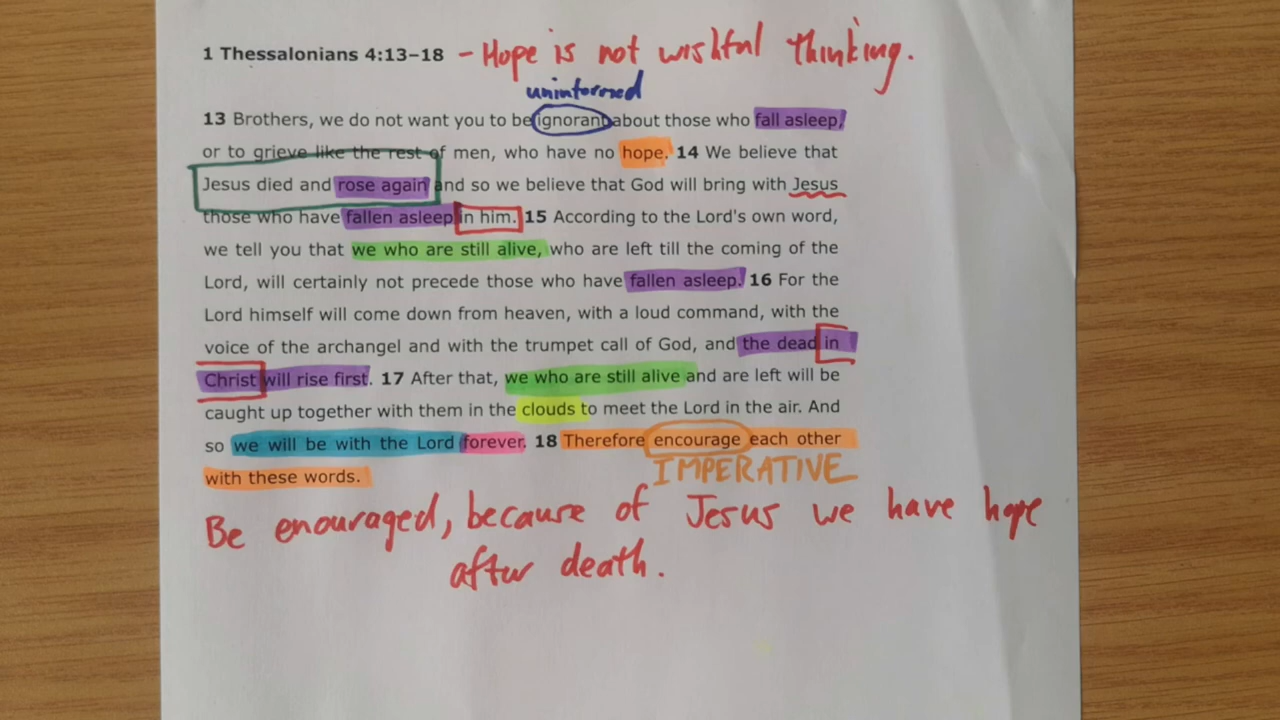 1 Thessalonians 4:13–18 - Hope is not wishful thinking.
uninformed
13 Brothers, we do not want you to be ignorant about those who fall asleep,
or to grieve like the rest of men, who have no hope. 14 We believe that
Jesus died and rose again and so we believe that God will bring with Jesus
those who have fallen asleep in him. 15 According to the Lord's own word,
we tell you that we who are still alive, who are left till the coming of the
Lord, will certainly not precede those who have fallen asleep. 16 For the
Lord himself will come down from heaven, with a loud command, with the
voice of the archangel and with the trumpet call of God, and the dead in
Christ will rise first. 17 After that, we who are still alive and are left will be
caught up together with them in the clouds to meet the Lord in the air. And
so we will be with the Lord forever. 18 Therefore encourage each other
with these words. IMPERATIVE
Be enouraged, because of Jesus we have hope
after death.